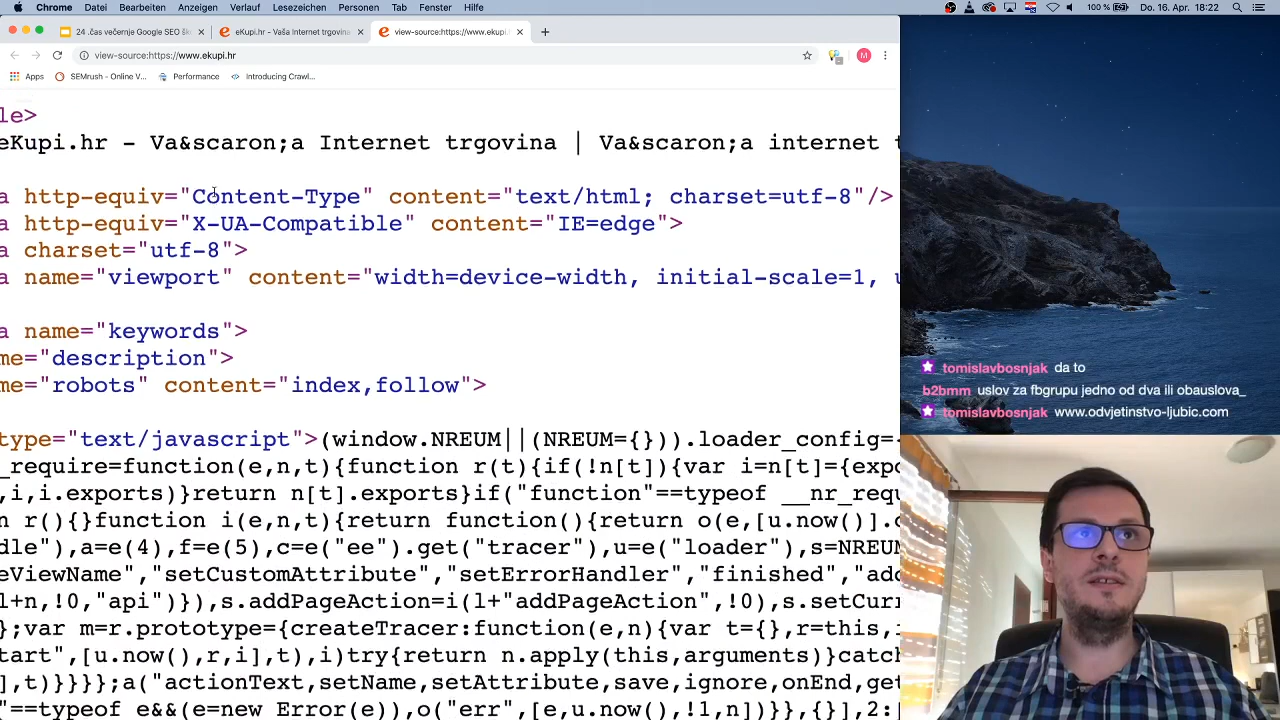 Chrome Datei Bearbeiten Anzeigen Verlauf Lesezeichen Personen Tab Fenster Hilfe 100 % Do. 16. Apr. 18:22
24 .čas večernje Google SEO šk
eKupi.hr - Vaša Internet trgovina
view-source:https://www.ekupi.
view-source:https://www.ekupi.hr
M
Apps SEMrush - Online V... Performance Introducing Crawl...
le>
eKupi.hr - Va&scaron;a Internet trgovina | Va&scaron;a internet t
a http-equiv="Content-Type" content="text/html; charset=utf-8"/>
a http-equiv="X-UA-Compatible" content="IE=edge">
a charset="utf-8">
a name="viewport" content="width=device-width, initial-scale=1, u
a name="keywords">
me="description">
me="robots" content="index,follow">
type="text/javascript">(window.NREUM||(NREUM={})).loader_config={
_require=function(e,n,t){function r(t){if(!n[t]){var i=n[t]={expo
,i,i.exports)}return n[t].exports}if("function"==typeof __nr_requ
n r(){}function i(e,n,t){return function(){return o(e,[u.now()].c
dle"),a=e(4),f=e(5),c=e("ee").get("tracer"),u=e("loader"),s=NREUM
eViewName","setCustomAttribute","setErrorHandler","finished","add
l+n,!0,"api")}),s.addPageAction=i(l+"addPageAction",!0),s.setCurr
};var m=r.prototype={createTracer:function(e,n){var t={},r=this,i
tart",[u.now(),r,i],t),i)try{return n.apply(this,arguments)}catch
],t)}}}};a("actionText,setName,setAttribute,save,ignore,onEnd,get
"==typeof e&&(e=new Error(e)),o("err",[e,u.now(),!1,n])}},{}],2:[
tomislavbosnjak da to
b2bmm uslov za fbgrupu jedno od dva ili obauslova_
tomislavbosnjak www.odvjetinstvo-ljubic.com